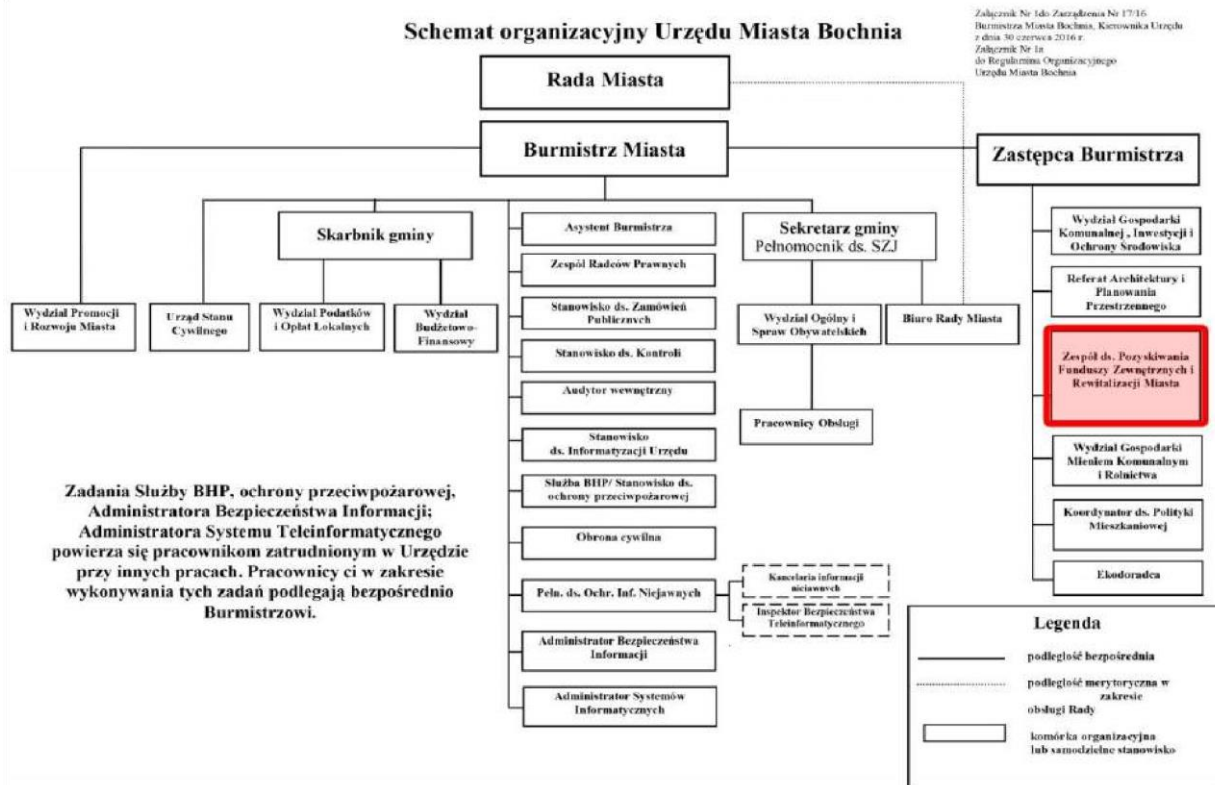 Załącznik Nr 1do Zarządzenia Nr 17/16
Burmistrza Miasta Bochnia, Kierownika Urzędu
z dnia 30 czerwca 2016 r.
Załącznik Nr 1a
do Regulaminu Organizacyjnego
Urzędu Miasta Bochnia
Schemat organizacyjny Urzędu Miasta Bochnia
Rada Miasta
Burmistrz Miasta
Zastępca Burmistrza
Skarbnik gminy
Sekretarz gminy
Pełnomocnik ds. SZJ
Wydział Promocji
i Rozwoju Miasta
Urząd Stanu
Cywilnego
Wydział Podatków
i Opłat Lokalnych
Wydział
Budżetowo-
Finansowy
Asystent Burmistrza
Zespół Radców Prawnych
Stanowisko ds. Zamówień
Publicznych
Stanowisko ds. Kontroli
Audytor wewnętrzny
Stanowisko
ds. Informatyzacji Urzędu
Służba BHP/ Stanowisko ds.
ochrony przeciwpożarowej
Obrona cywilna
Pełn. ds. Ochr. Inf. Niejawnych
Administrator Bezpieczeństwa
Informacji
Administrator Systemów
Informatycznych
Kancelaria informacji
niejawnych
Inspektor Bezpieczeństwa
Teleinformatycznego
Wydział Ogólny i
Spraw Obywatelskich
Biuro Rady Miasta
Pracownicy Obsługi
Wydział Gospodarki
Komunalnej , Inwestycji i
Ochrony Środowiska
Referat Architektury i
Planowania
Przestrzennego
Zespół ds. Pozyskiwania
Funduszy Zewnętrznych i
Rewitalizacji Miasta
Wydział Gospodarki
Mieniem Komunalnym
i Rolnictwa
Koordynator ds. Polityki
Mieszkaniowej
Ekodoradca
Zadania Służby BHP, ochrony przeciwpożarowej,
Administratora Bezpieczeństwa Informacji;
Administratora Systemu Teleinformatycznego
powierza się pracownikom zatrudnionym w Urzędzie
przy innych pracach. Pracownicy ci w zakresie
wykonywania tych zadań podlegają bezpośrednio
Burmistrzowi.
Legenda
podległość bezpośrednia
podległość merytoryczna w
zakresie
obsługi Rady
komórka organizacyjna
lub samodzielne stanowisko